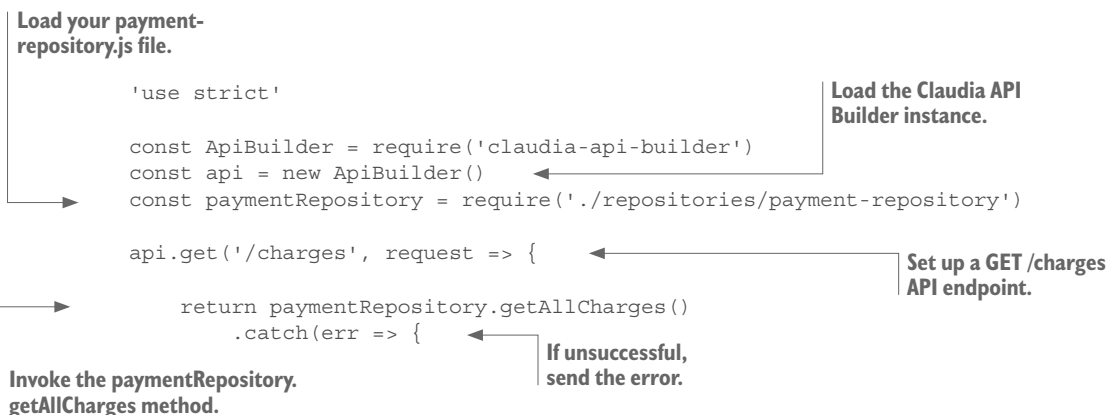 Load your payment-
repository.js file.
'use strict'
Load the Claudia API
Builder instance.
const ApiBuilder = require('claudia-api-builder')
const api = new ApiBuilder()
const paymentRepository = require('./repositories/payment-repository')
api.get('/charges', request => {
Set up a GET /charges
API endpoint.
return paymentRepository.getAllCharges()
.catch(err => {
If unsuccessful,
send the error.
Invoke the paymentRepository.
getAllCharges method.